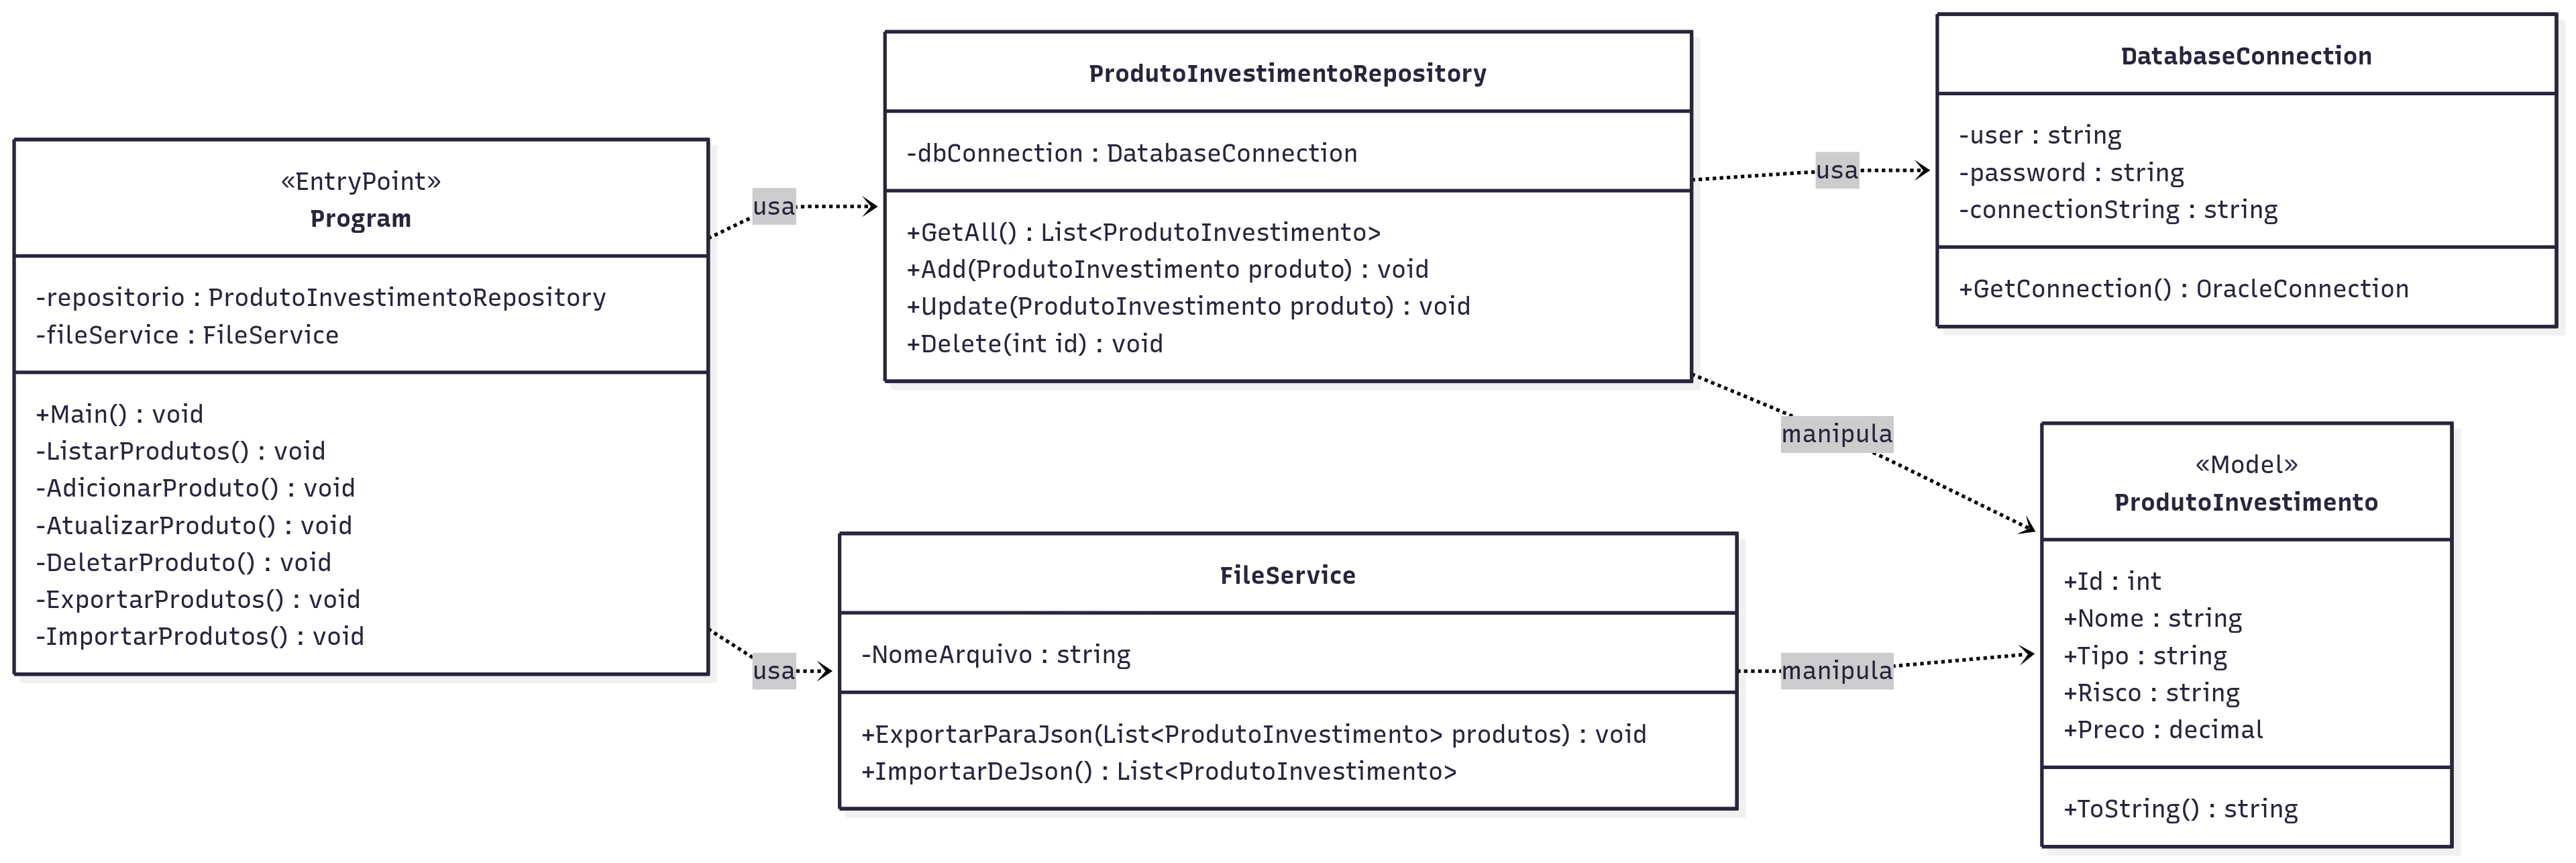 «EntryPoint»
Program
-repositorio : ProdutoInvestimentoRepository
-fileService : FileService
+Main() : void
-ListarProdutos() : void
-AdicionarProduto() : void
-AtualizarProduto() : void
-DeletarProduto() : void
-ExportarProdutos() : void
-ImportarProdutos() : void
usa
usa
ProdutoInvestimentoRepository
-dbConnection : DatabaseConnection
+GetAll() : List<ProdutoInvestimento>
+Add(ProdutoInvestimento produto) : void
+Update(ProdutoInvestimento produto) : void
+Delete(int id) : void
FileService
-NomeArquivo : string
+ExportarParaJson(List<ProdutoInvestimento> produtos) : void
+ImportarDeJson() : List<ProdutoInvestimento>
usa
manipula
manipula
DatabaseConnection
-user : string
-password : string
-connectionString : string
+GetConnection() : OracleConnection
«Model»
ProdutoInvestimento
+Id : int
+Nome : string
+Tipo : string
+Risco : string
+Preco : decimal
+ToString() : string